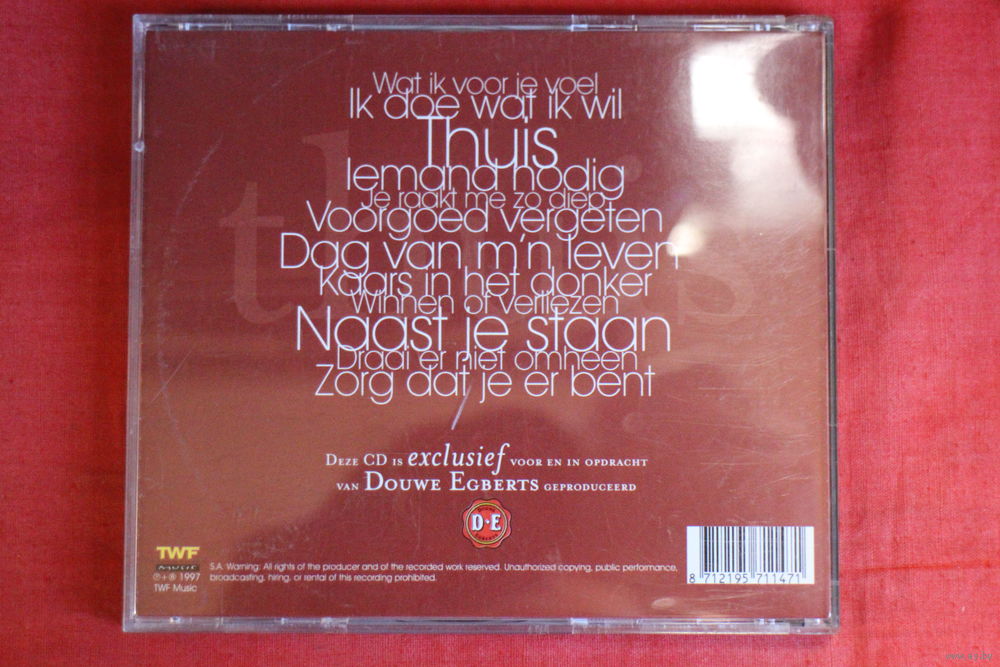 Wat ik voor je voel
Ik doe wat ik wil
Thuis
Iemand nodig
Je raakt me zo diep
Voorgoed vergeten
Dag van m'n leven
Kaars in het donker
Winnen of verliezen
Naast je staan
Draai er niet omheen
Zorg dat je er bent
thuis
DEZE CD IS exclusief VOOR EN IN OPDRACHT
VAN DOUWE EGBERTS GEPRODUCEERD
D·E
TWF
MUSIC
℗+® 1997
TWF Music
S.A. Warning: All rights of the producer and of the recorded work reserved. Unauthorized copying, public performance,
broadcasting, hiring, or rental of this recording prohibited.
8 712195 711471